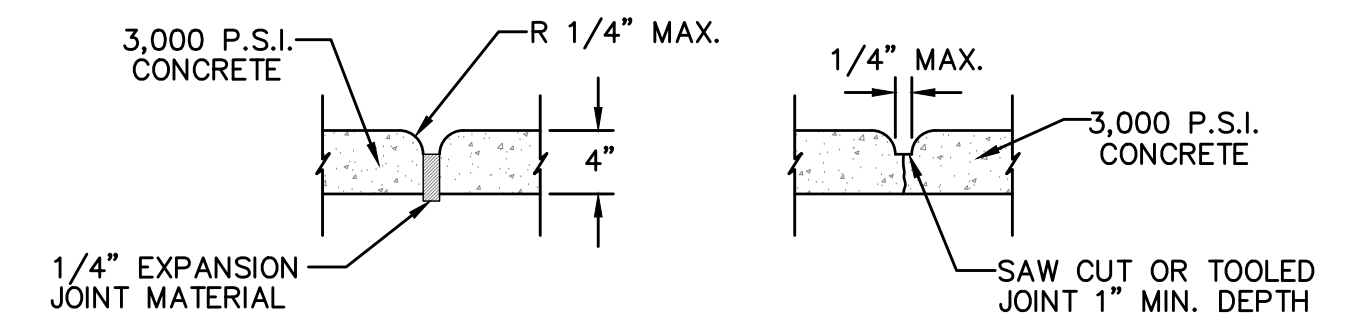 3,000 P.S.I.
CONCRETE
R 1/4” MAX.
4”
1/4” EXPANSION
JOINT MATERIAL
1/4” MAX.
3,000 P.S.I.
CONCRETE
SAW CUT OR TOOLED
JOINT 1” MIN. DEPTH